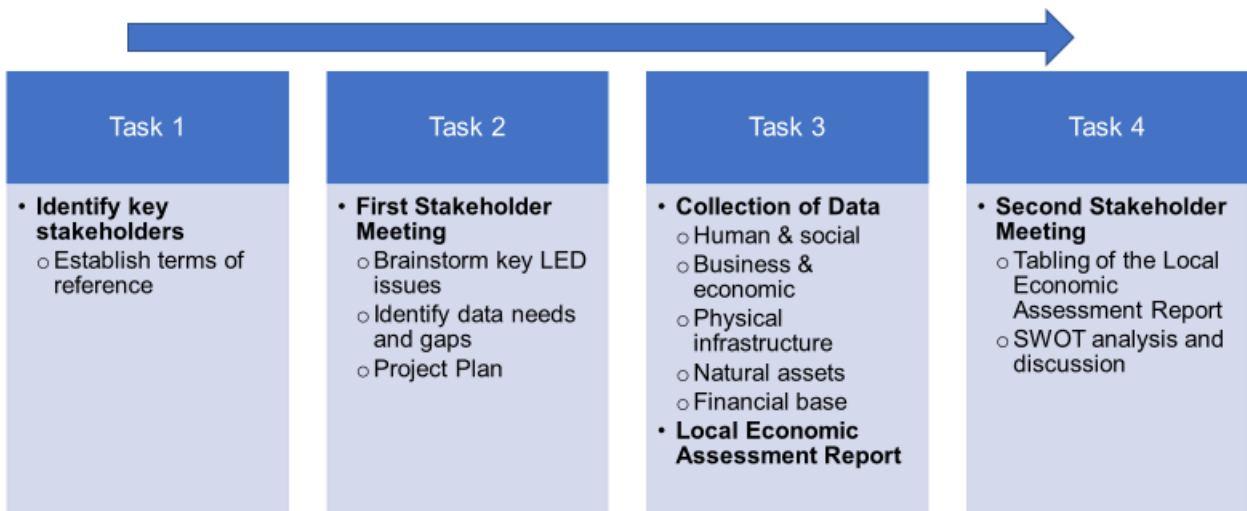 Task 1
• Identify key
stakeholders
o Establish terms of
reference
Task 2
• First Stakeholder
Meeting
o Brainstorm key LED
issues
o Identify data needs
and gaps
o Project Plan
Task 3
• Collection of Data
o Human & social
o Business &
economic
o Physical
infrastructure
o Natural assets
o Financial base
• Local Economic
Assessment Report
Task 4
• Second Stakeholder
Meeting
o Tabling of the Local
Economic
Assessment Report
o SWOT analysis and
discussion